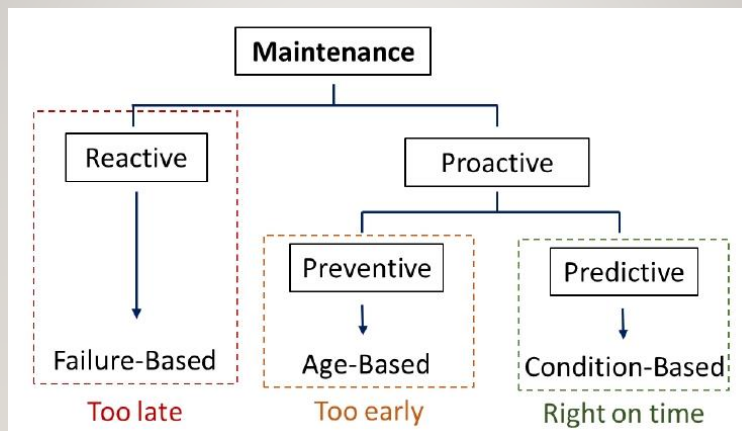 Maintenance
Reactive
Proactive
Preventive
Predictive
Failure-Based
Age-Based
Condition-Based
Too late
Too early
Right on time